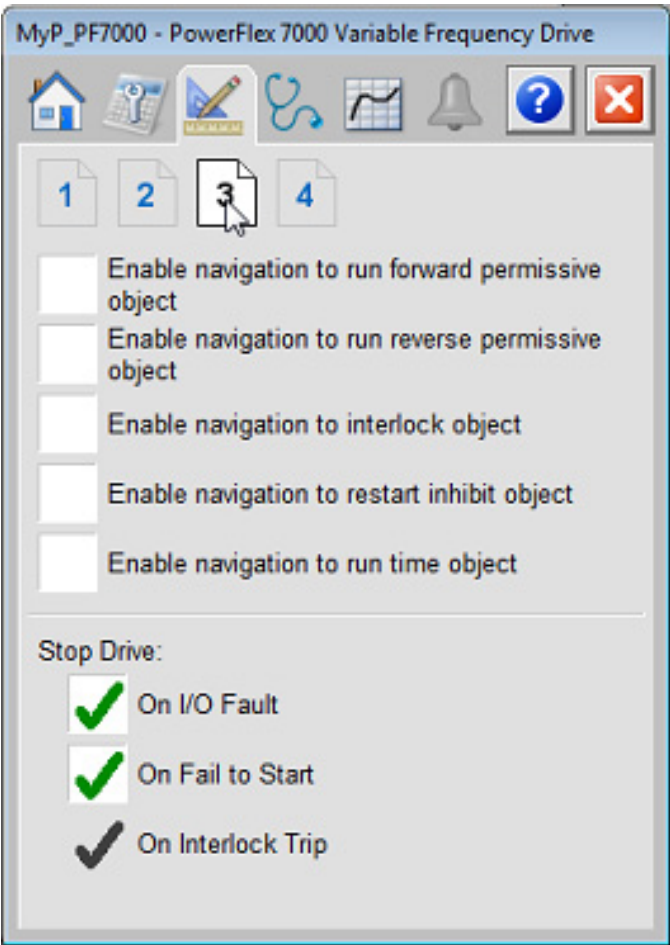 MyP_PF7000 - PowerFlex 7000 Variable Frequency Drive
?
1 2 3 4
Enable navigation to run forward permissive
object
Enable navigation to run reverse permissive
object
Enable navigation to interlock object
Enable navigation to restart inhibit object
Enable navigation to run time object
Stop Drive:
On I/O Fault
On Fail to Start
On Interlock Trip